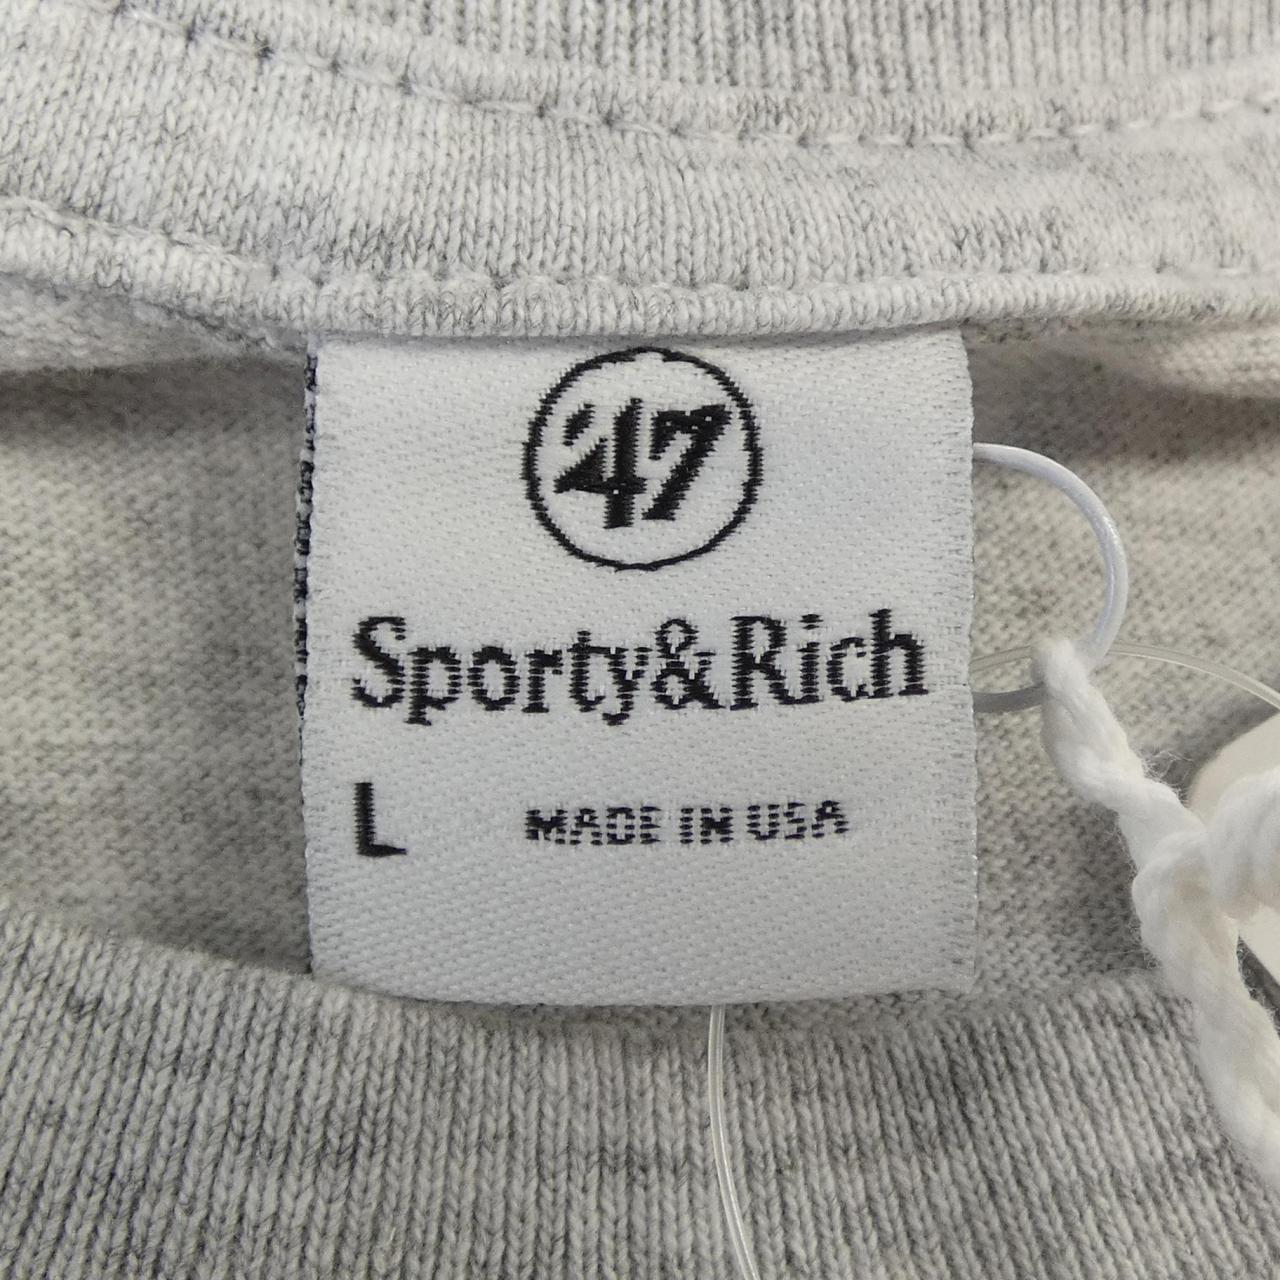 '47
Sporty&Rich
L MADE IN USA